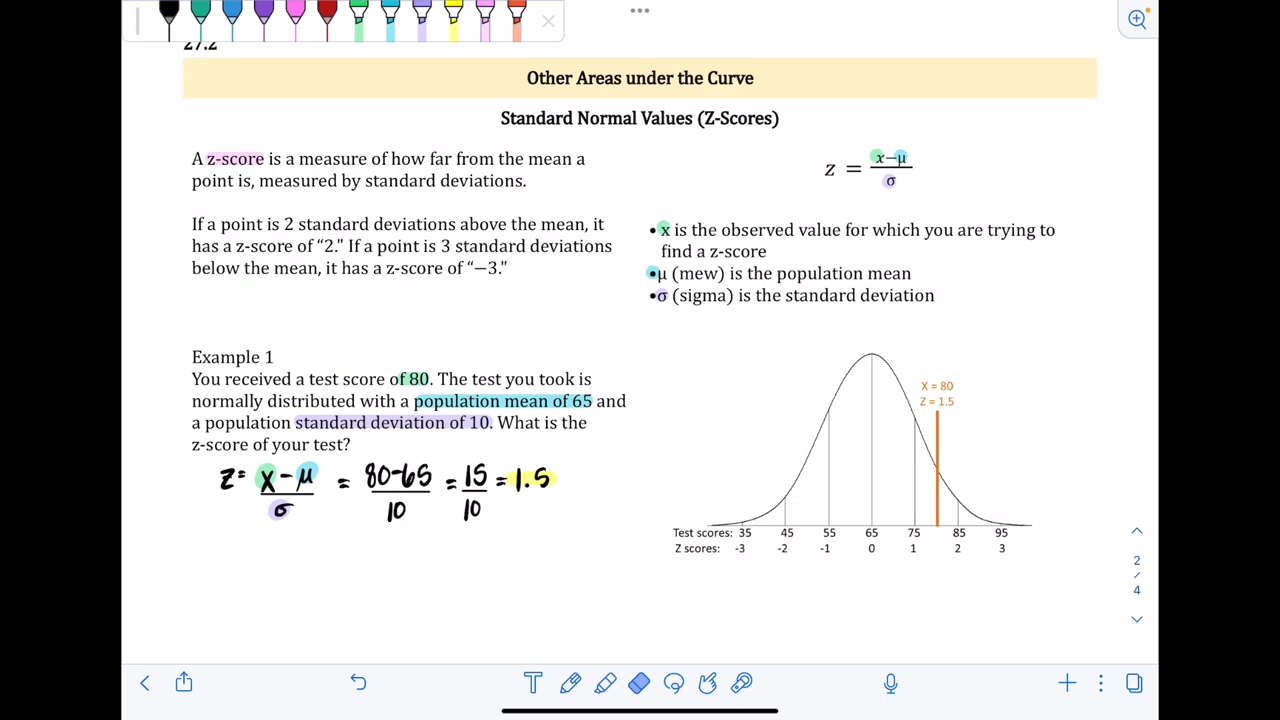 27.2
Other Areas under the Curve
Standard Normal Values (Z-Scores)
A z-score is a measure of how far from the mean a
point is, measured by standard deviations.
If a point is 2 standard deviations above the mean, it
has a z-score of “2.” If a point is 3 standard deviations
below the mean, it has a z-score of “−3.”
z = x−μ
σ
•x is the observed value for which you are trying to
find a z-score
•μ (mew) is the population mean
•σ (sigma) is the standard deviation
Example 1
You received a test score of 80. The test you took is
normally distributed with a population mean of 65 and
a population standard deviation of 10. What is the
z-score of your test?
z = x − μ = 80-65 = 15 = 1.5
σ 10 10
X = 80
Z = 1.5
Test scores: 35 45 55 65 75 85 95
Z scores: -3 -2 -1 0 1 2 3
2
/
4
T